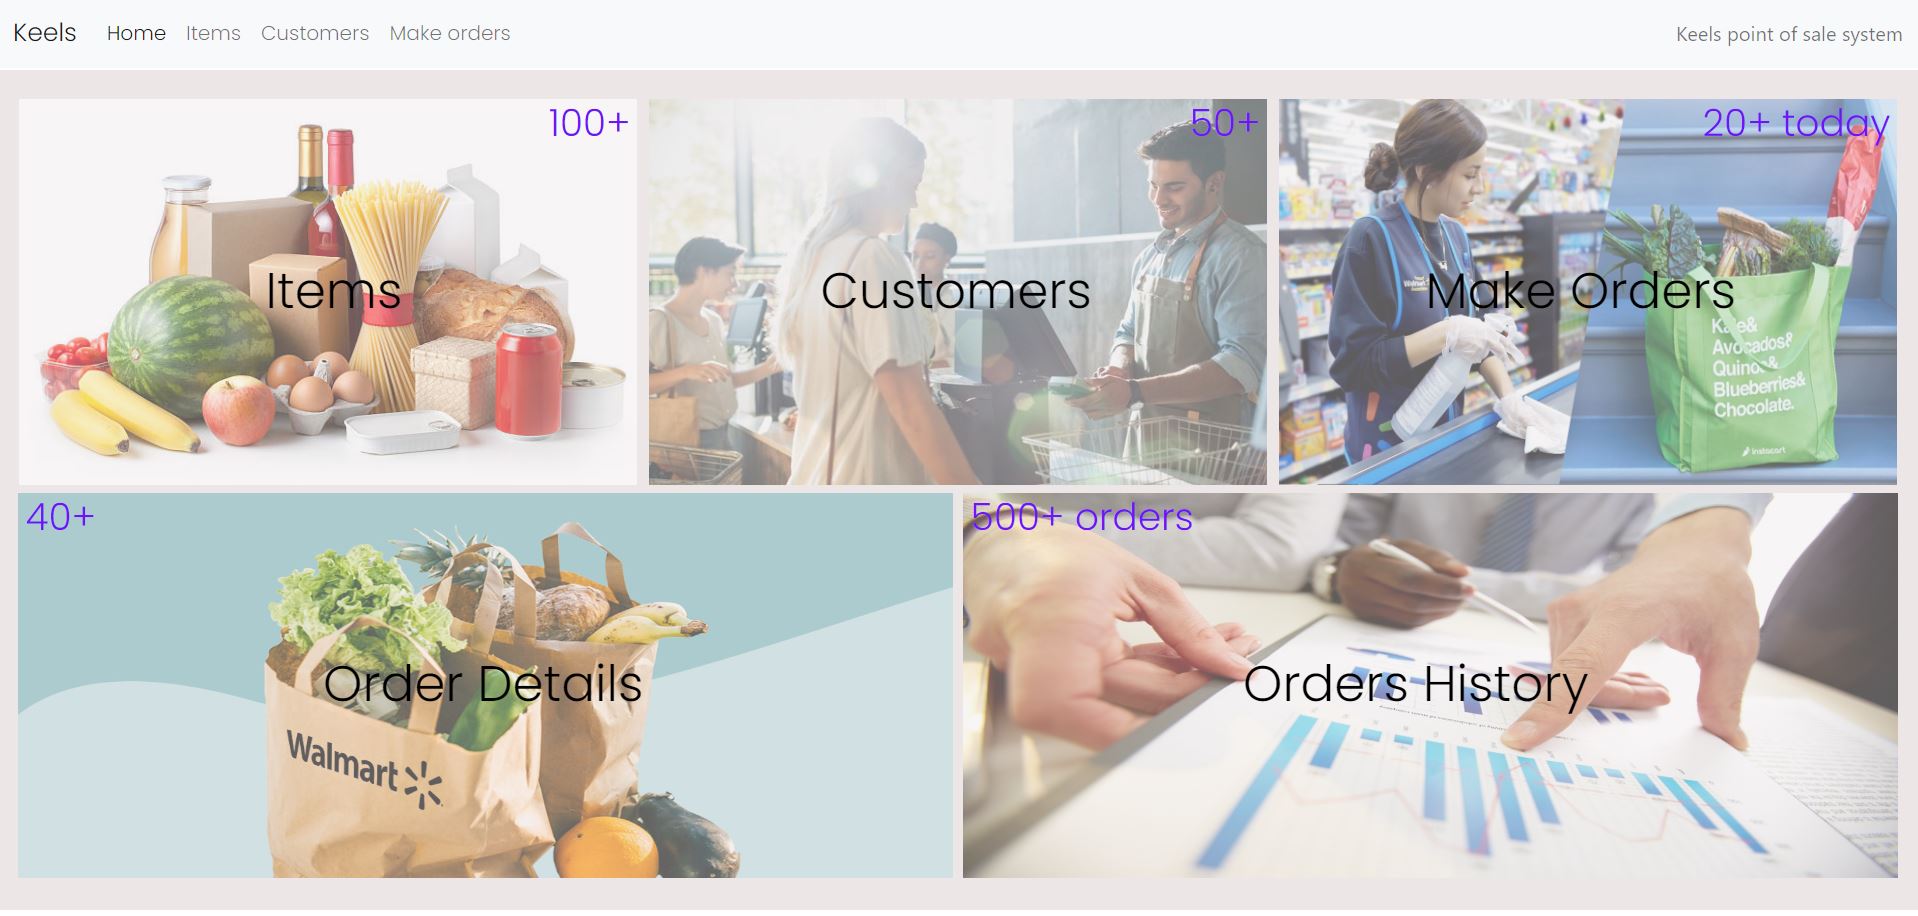 Keels
Home
Items
Customers
Make orders
Keels point of sale system
100+
Items
50+
Customers
20+ today
Make Orders
Kale&
Avocados&
Quinoa&
Blueberries&
Chocolate.
instacart
40+
Order Details
Walmart
500+ orders
Orders History